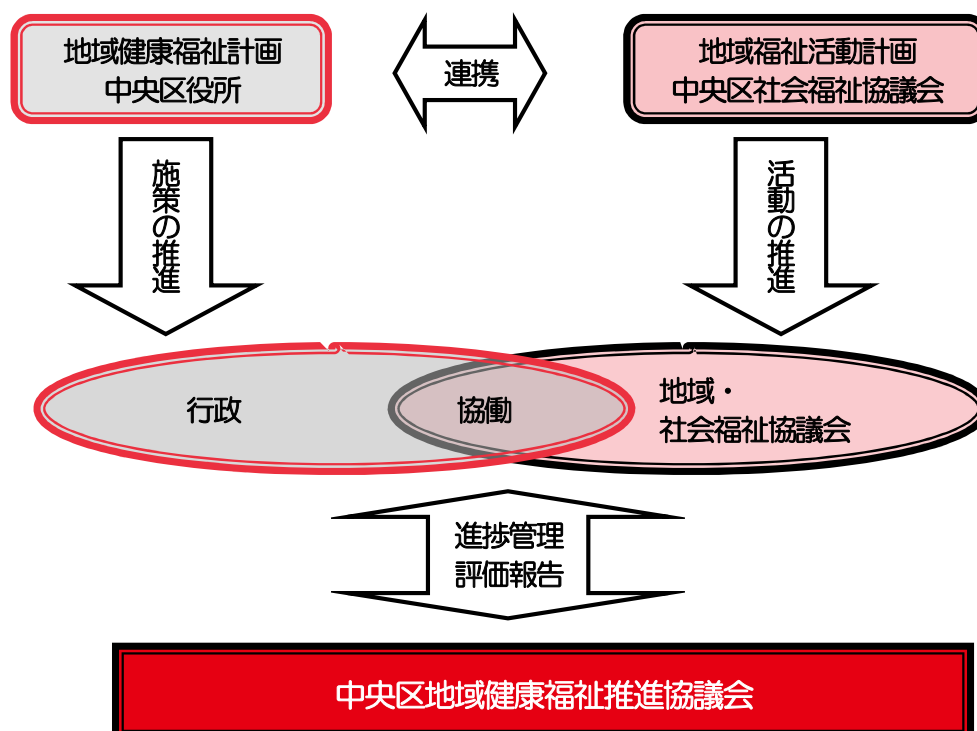 地域健康福祉計画
中央区役所
連携
地域福祉活動計画
中央区社会福祉協議会
施策の推進
活動の推進
行政
協働
地域・
社会福祉協議会
進捗管理
評価報告
中央区地域健康福祉推進協議会